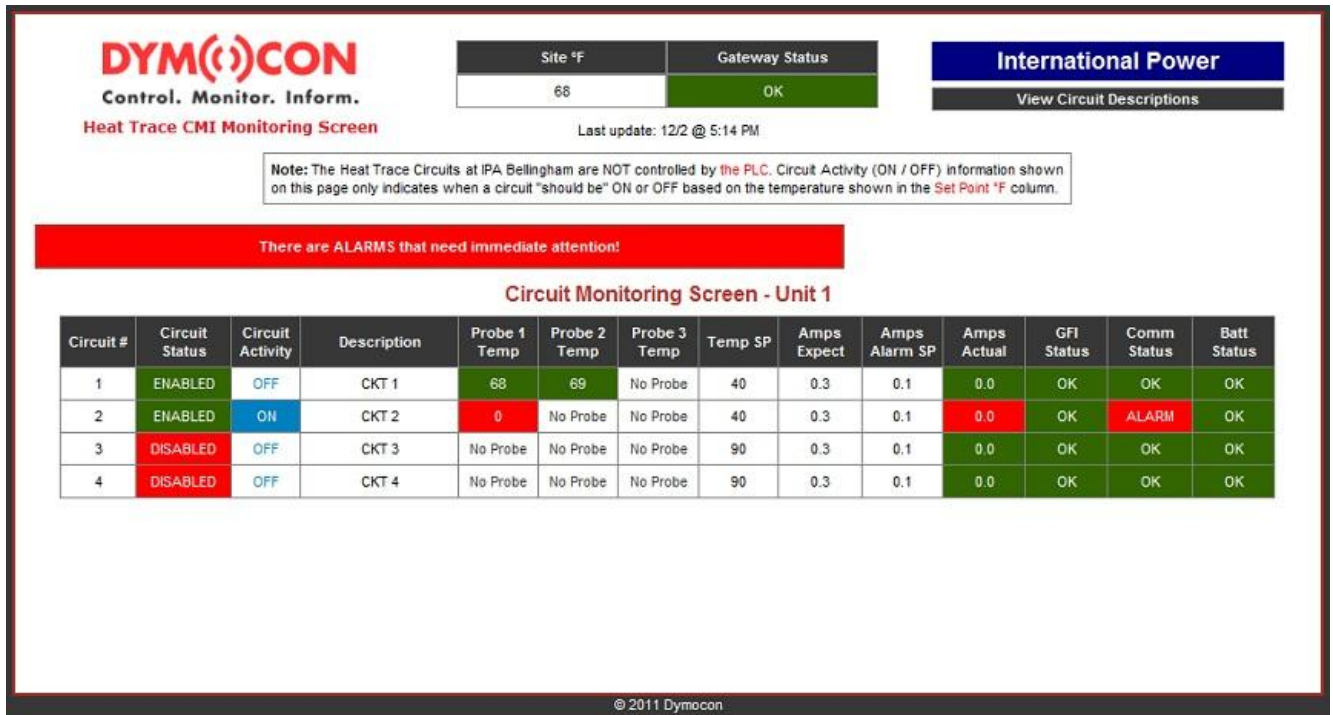 DYMOCON
Control. Monitor. Inform.
Heat Trace CMI Monitoring Screen
Site °F Gateway Status
68 OK
Last update: 12/2 @ 5:14 PM
International Power
View Circuit Descriptions
Note: The Heat Trace Circuits at IPA Bellingham are NOT controlled by the PLC. Circuit Activity (ON / OFF) information shown
on this page only indicates when a circuit "should be" ON or OFF based on the temperature shown in the Set Point °F column.
There are ALARMS that need immediate attention!
Circuit Monitoring Screen - Unit 1
Circuit # Circuit Status Circuit Activity Description Probe 1 Temp Probe 2 Temp Probe 3 Temp Temp SP Amps Expect Amps Alarm SP Amps Actual GFI Status Comm Status Batt Status
1 ENABLED OFF CKT 1 68 69 No Probe 40 0.3 0.1 0.0 OK OK OK
2 ENABLED ON CKT 2 0 No Probe No Probe 40 0.3 0.1 0.0 OK ALARM OK
3 DISABLED OFF CKT 3 No Probe No Probe No Probe 90 0.3 0.1 0.0 OK OK OK
4 DISABLED OFF CKT 4 No Probe No Probe No Probe 90 0.3 0.1 0.0 OK OK OK
© 2011 Dymocon